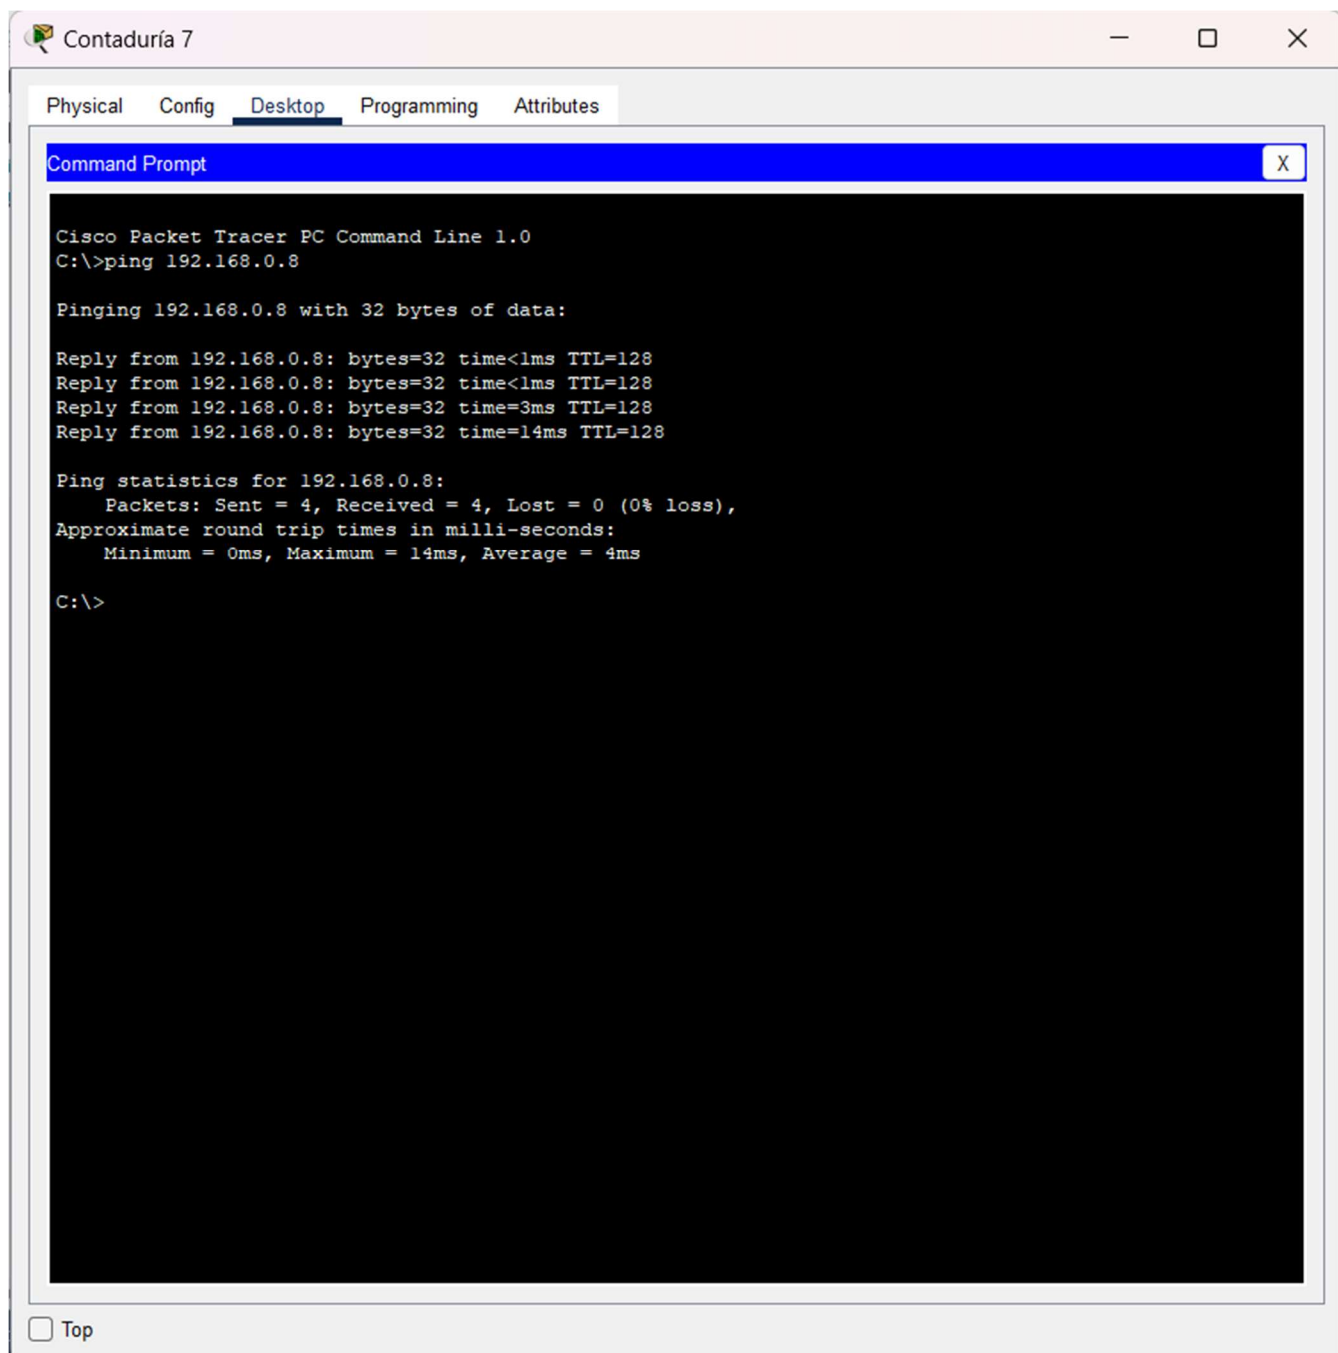 Contaduría 7
Physical Config Desktop Programming Attributes
Command Prompt
X
Cisco Packet Tracer PC Command Line 1.0
C:\>ping 192.168.0.8
Pinging 192.168.0.8 with 32 bytes of data:
Reply from 192.168.0.8: bytes=32 time<1ms TTL=128
Reply from 192.168.0.8: bytes=32 time<1ms TTL=128
Reply from 192.168.0.8: bytes=32 time=3ms TTL=128
Reply from 192.168.0.8: bytes=32 time=14ms TTL=128
Ping statistics for 192.168.0.8:
Packets: Sent = 4, Received = 4, Lost = 0 (0% loss),
Approximate round trip times in milli-seconds:
Minimum = 0ms, Maximum = 14ms, Average = 4ms
C:\>
Top